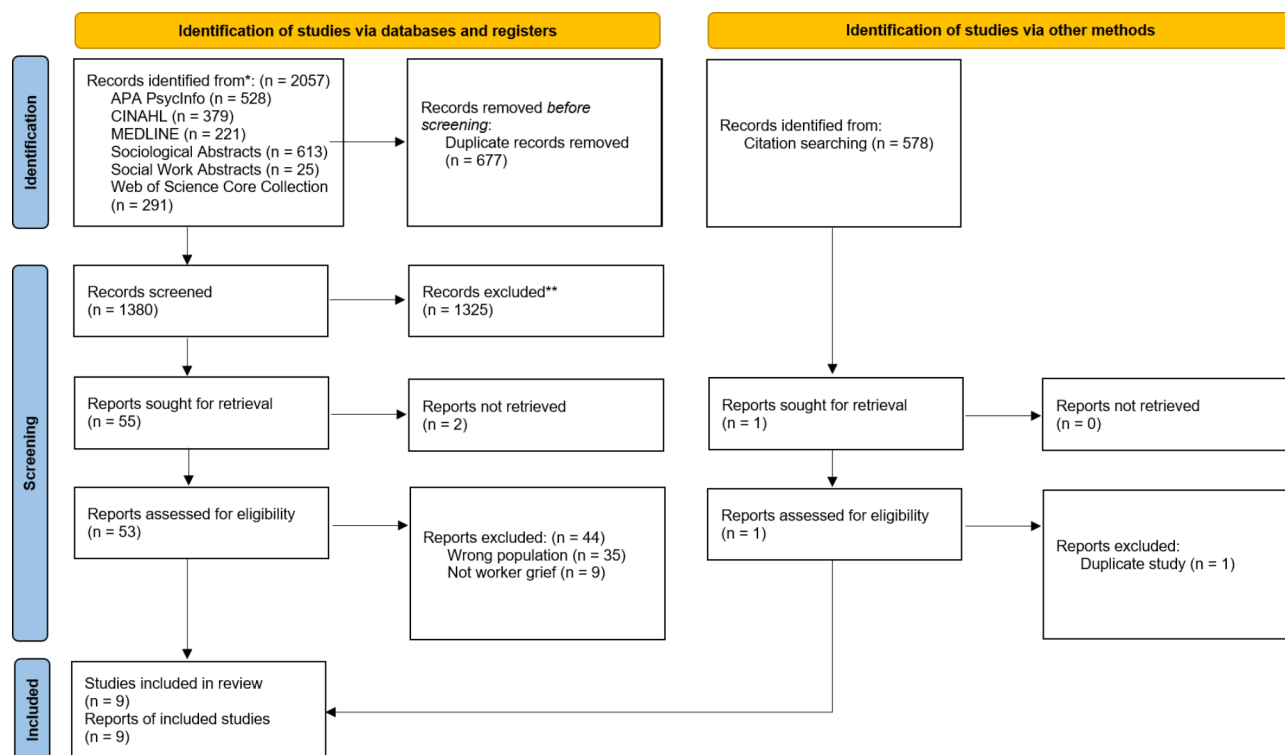 Identification of studies via databases and registers
Identification of studies via other methods
Identification
Records identified from*: (n = 2057)
APA PsycInfo (n = 528)
CINAHL (n = 379)
MEDLINE (n = 221)
Sociological Abstracts (n = 613)
Social Work Abstracts (n = 25)
Web of Science Core Collection
(n = 291)
Records removed before
screening:
Duplicate records removed
(n = 677)
Records identified from:
Citation searching (n = 578)
Screening
Records screened
(n = 1380)
Records excluded**
(n = 1325)
Reports sought for retrieval
(n = 55)
Reports not retrieved
(n = 2)
Reports sought for retrieval
(n = 1)
Reports not retrieved
(n = 0)
Reports assessed for eligibility
(n = 53)
Reports excluded: (n = 44)
Wrong population (n = 35)
Not worker grief (n = 9)
Reports assessed for eligibility
(n = 1)
Reports excluded:
Duplicate study (n = 1)
Included
Studies included in review
(n = 9)
Reports of included studies
(n = 9)